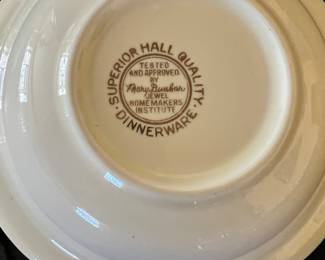 SUPERIOR HALL QUALITY
TESTED
AND APPROVED
BY
Mary Dunbar
JEWEL
HOMEMAKERS
INSTITUTE
· DINNERWARE ·